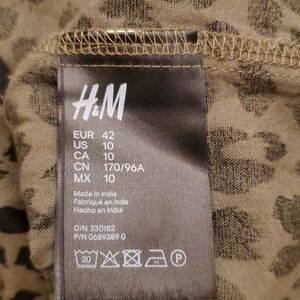 H&M
EUR 42
US 10
CA 10
CN 170/96A
MX 10
Made in India
Fabriqué en Inde
Hecho en India
O/N 230182
P/N 0689389 0
30 P